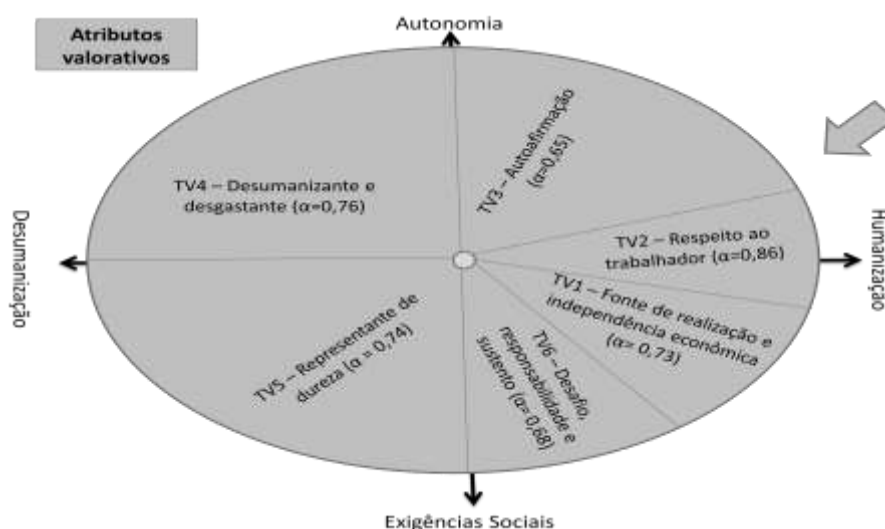 Atributos
valorativos
Autonomia
TV3 – Autoafirmação
(α=0,65)
TV4 – Desumanizante e
desgastante (α=0,76)
Desumanização
Humanização
TV2 – Respeito ao
trabalhador (α=0,86)
TV1 – Fonte de realização e
independência econômica
(α= 0,73)
TV5 – Representante de
dureza (α = 0,74)
TV6 – Desafio,
responsabilidade e
sustento (α= 0,68)
Exigências Sociais